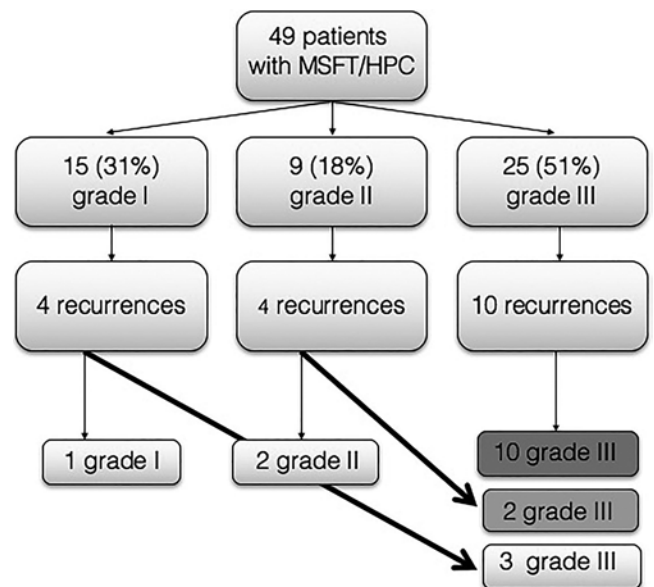 49 patients
with MSFT/HPC
15 (31%)
grade I
9 (18%)
grade II
25 (51%)
grade III
4 recurrences
4 recurrences
10 recurrences
1 grade I
2 grade II
10 grade III
2 grade III
3 grade III